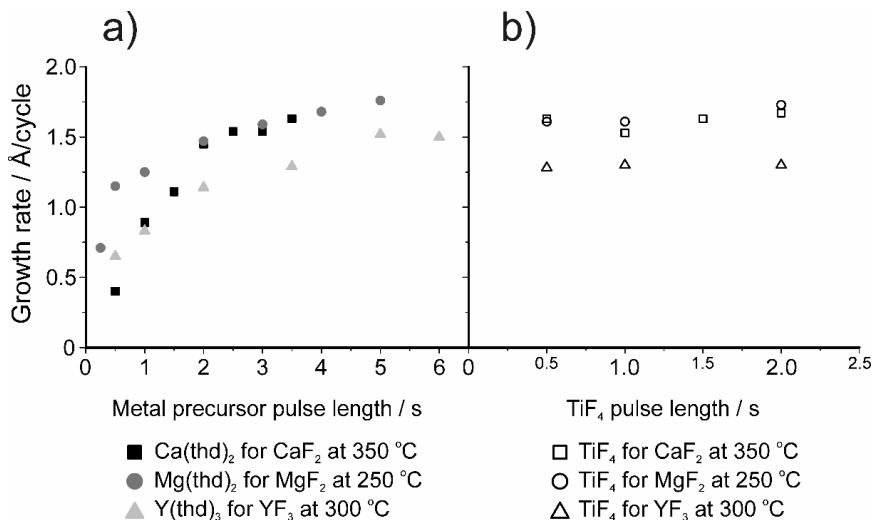 a)
b)
Growth rate / Å/cycle
2.0
1.5
1.0
0.5
0
0 1 2 3 4 5 6
0 0.5 1.0 1.5 2.0 2.5
Metal precursor pulse length / s
TiF₄ pulse length / s
Ca(thd)₂ for CaF₂ at 350 °C
Mg(thd)₂ for MgF₂ at 250 °C
Y(thd)₃ for YF₃ at 300 °C
TiF₄ for CaF₂ at 350 °C
TiF₄ for MgF₂ at 250 °C
TiF₄ for YF₃ at 300 °C